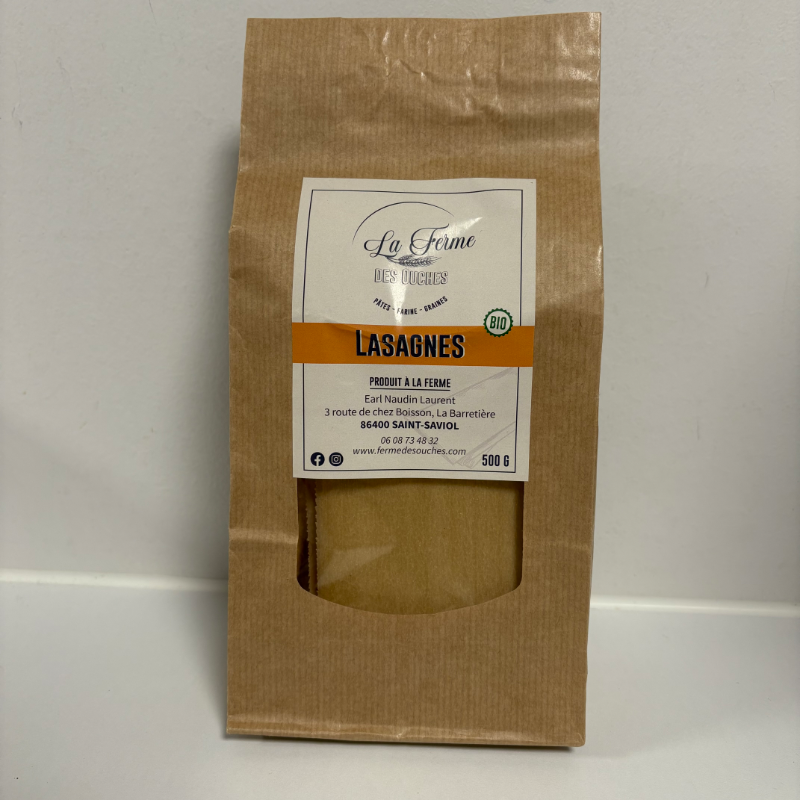 La Ferme
DES OUCHES
PÂTES - FARINE - GRAINES
BIO
LASAGNES
PRODUIT À LA FERME
Earl Naudin Laurent
3 route de chez Boisson, La Barretière
86400 SAINT-SAVIOL
06 08 73 48 32
www.fermedesouches.com
500 G